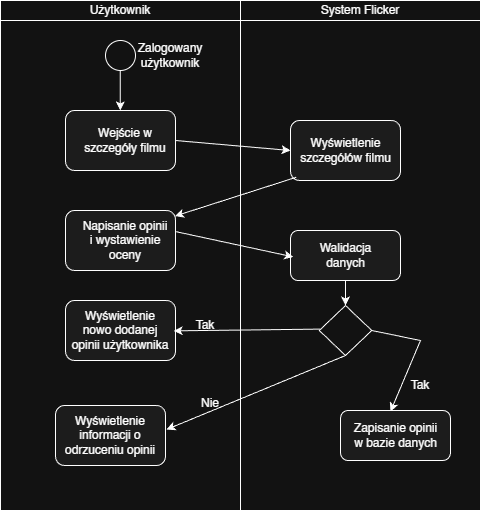 Użytkownik
System Flicker
Zalogowany
użytkownik
Wejście w
szczegóły filmu
Wyświetlenie
szczegółów filmu
Napisanie opinii
i wystawienie
oceny
Walidacja
danych
Wyświetlenie
nowo dodanej
opinii użytkownika
Tak
Tak
Nie
Wyświetlenie
informacji o
odrzuceniu opinii
Zapisanie opinii
w bazie danych